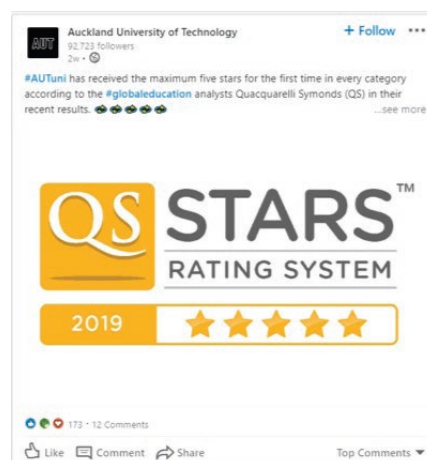 AUT
Auckland University of Technology
+ Follow
92,723 followers
2w
#AUTuni has received the maximum five stars for the first time in every category
according to the #globaleducation analysts Quacquarelli Symonds (QS) in their
recent results.
...see more
QS STARS™
RATING SYSTEM
2019
173 · 12 Comments
Like
Comment
Share
Top Comments